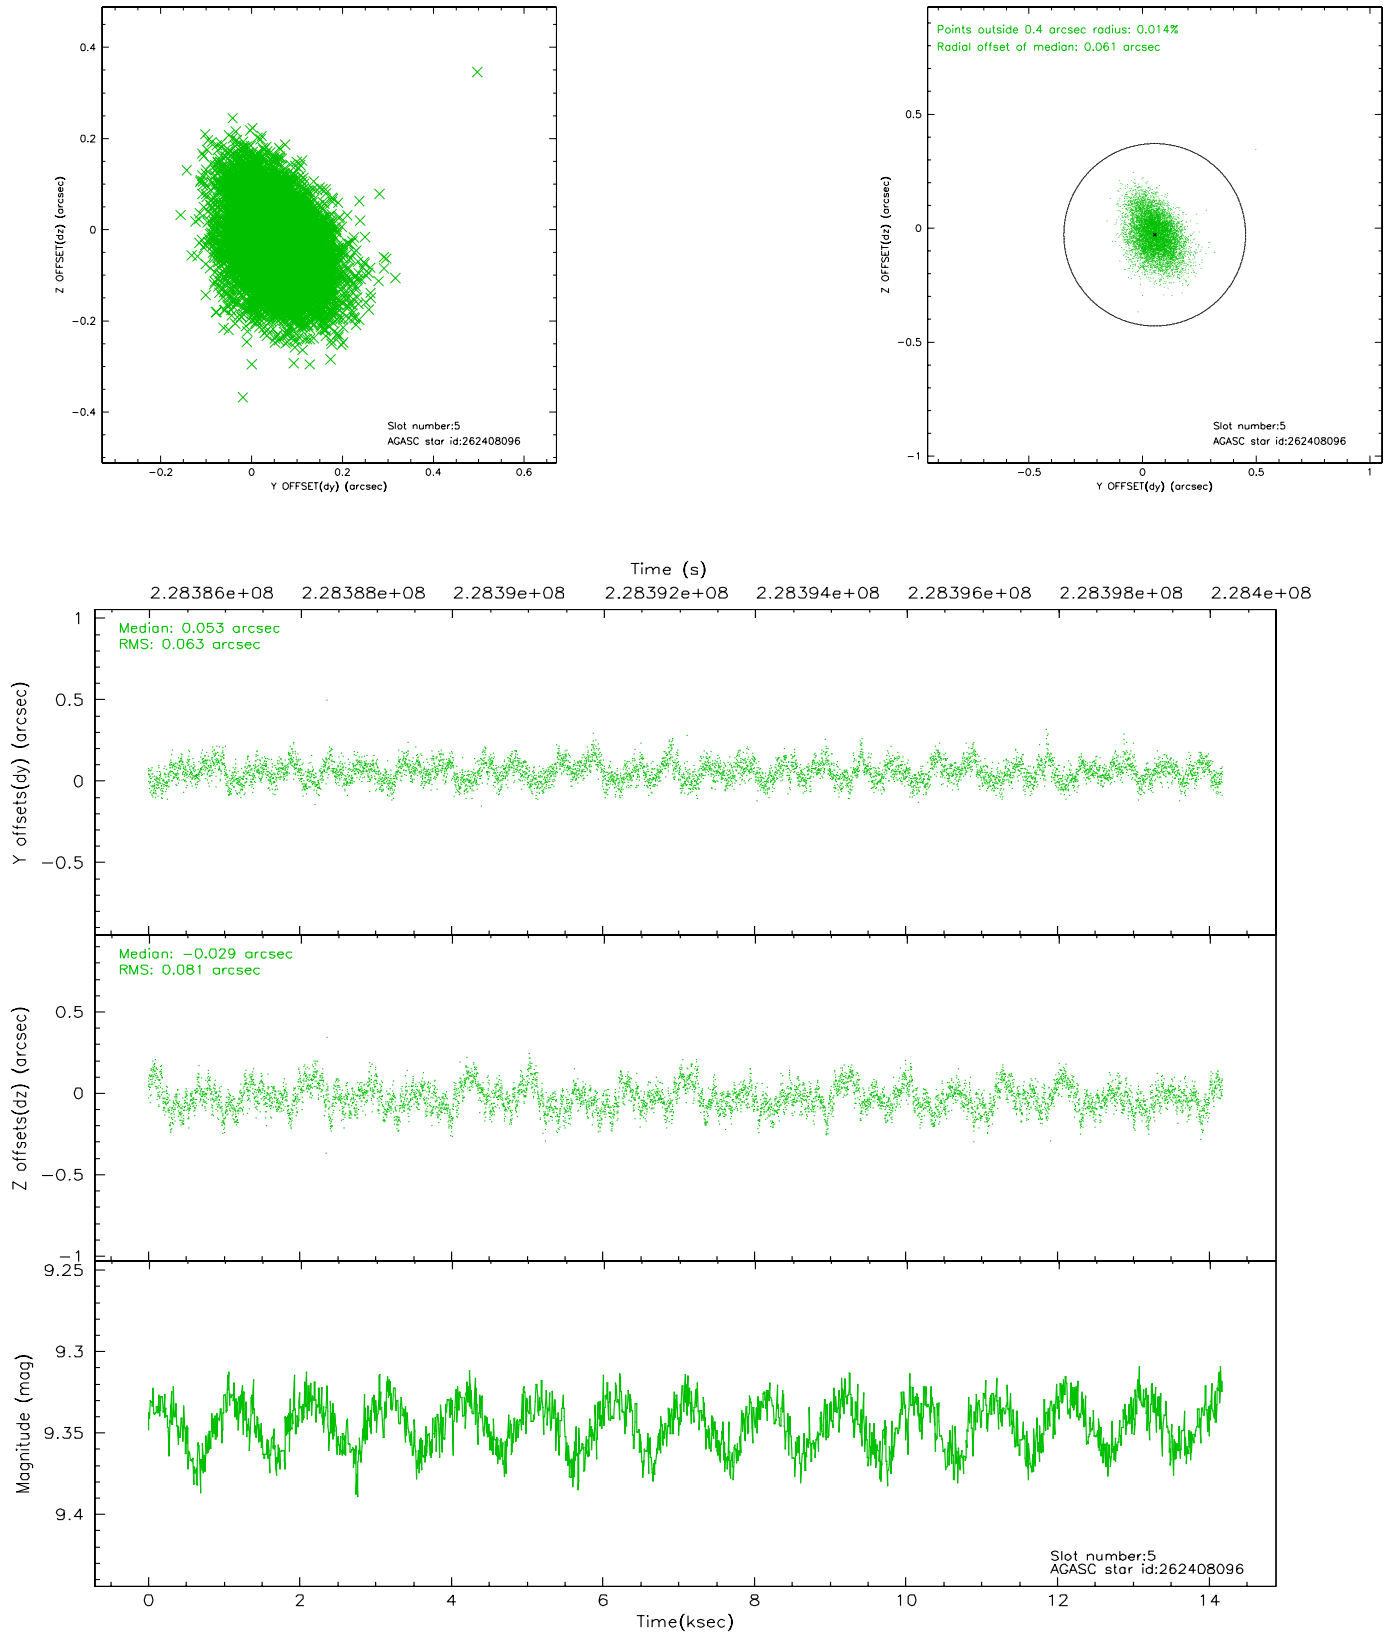 0.4
0.2
0
−0.2
−0.4
Z OFFSET(dz) (arcsec)
Slot number:5
AGASC star id:262408096
−0.2
0
0.2
0.4
0.6
Y OFFSET(dy) (arcsec)
Points outside 0.4 arcsec radius: 0.014%
Radial offset of median: 0.061 arcsec
0.5
0
−0.5
−1
Z OFFSET(dz) (arcsec)
Slot number:5
AGASC star id:262408096
−0.5
0
0.5
1
Y OFFSET(dy) (arcsec)
Time (s)
2.28386e+08 2.28388e+08 2.2839e+08 2.28392e+08 2.28394e+08 2.28396e+08 2.28398e+08 2.284e+08
Median: 0.053 arcsec
RMS: 0.063 arcsec
1
0.5
0
−0.5
Y offsets(dy) (arcsec)
Median: −0.029 arcsec
RMS: 0.081 arcsec
0.5
0
−0.5
−1
Z offsets(dz) (arcsec)
9.25
9.3
9.35
9.4
Magnitude (mag)
Slot number:5
AGASC star id:262408096
0 2 4 6 8 10 12 14
Time(ksec)